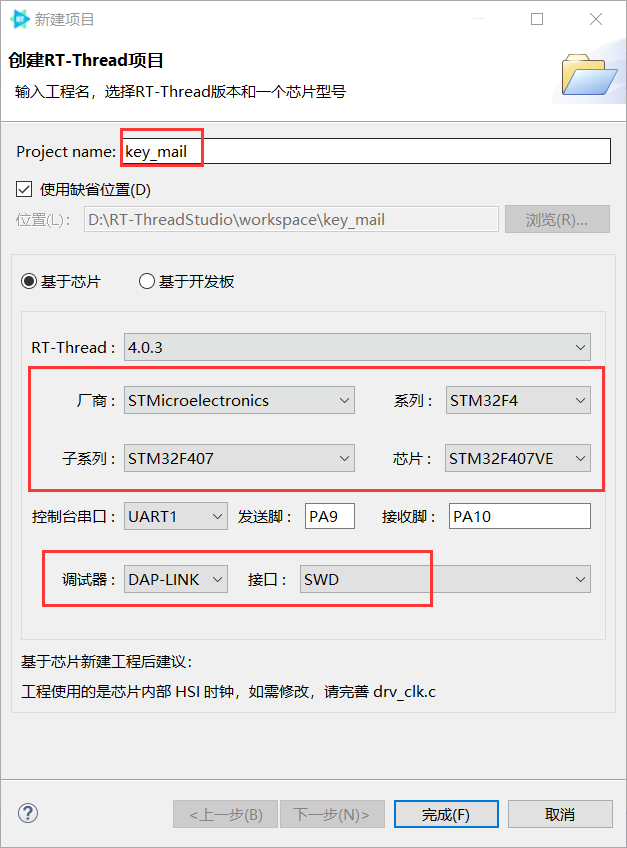 新建项目
创建RT-Thread项目
输入工程名，选择RT-Thread版本和一个芯片型号
Project name: key_mail
使用缺省位置(D)
位置(L)： D:\RT-ThreadStudio\workspace\key_mail 浏览(R)...
基于芯片 基于开发板
RT-Thread： 4.0.3
厂商： STMicroelectronics 系列： STM32F4
子系列： STM32F407 芯片： STM32F407VE
控制台串口： UART1 发送脚： PA9 接收脚： PA10
调试器： DAP-LINK 接口： SWD
基于芯片新建工程后建议：
工程使用的是芯片内部 HSI 时钟，如需修改，请完善 drv_clk.c
? <上一步(B) 下一步(N)> 完成(F) 取消